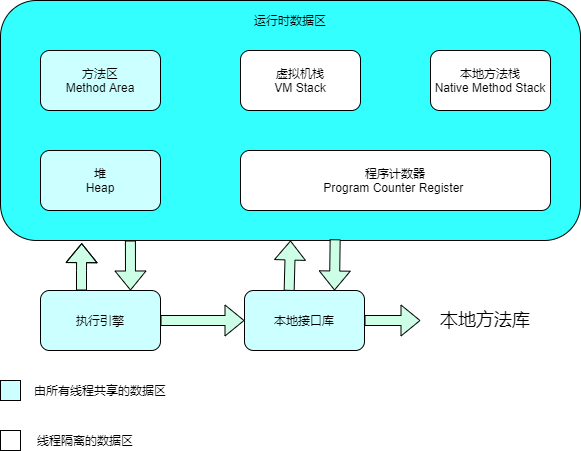 运行时数据区
方法区
Method Area
虚拟机栈
VM Stack
本地方法栈
Native Method Stack
堆
Heap
程序计数器
Program Counter Register
执行引擎
本地接口库
本地方法库
由所有线程共享的数据区
线程隔离的数据区